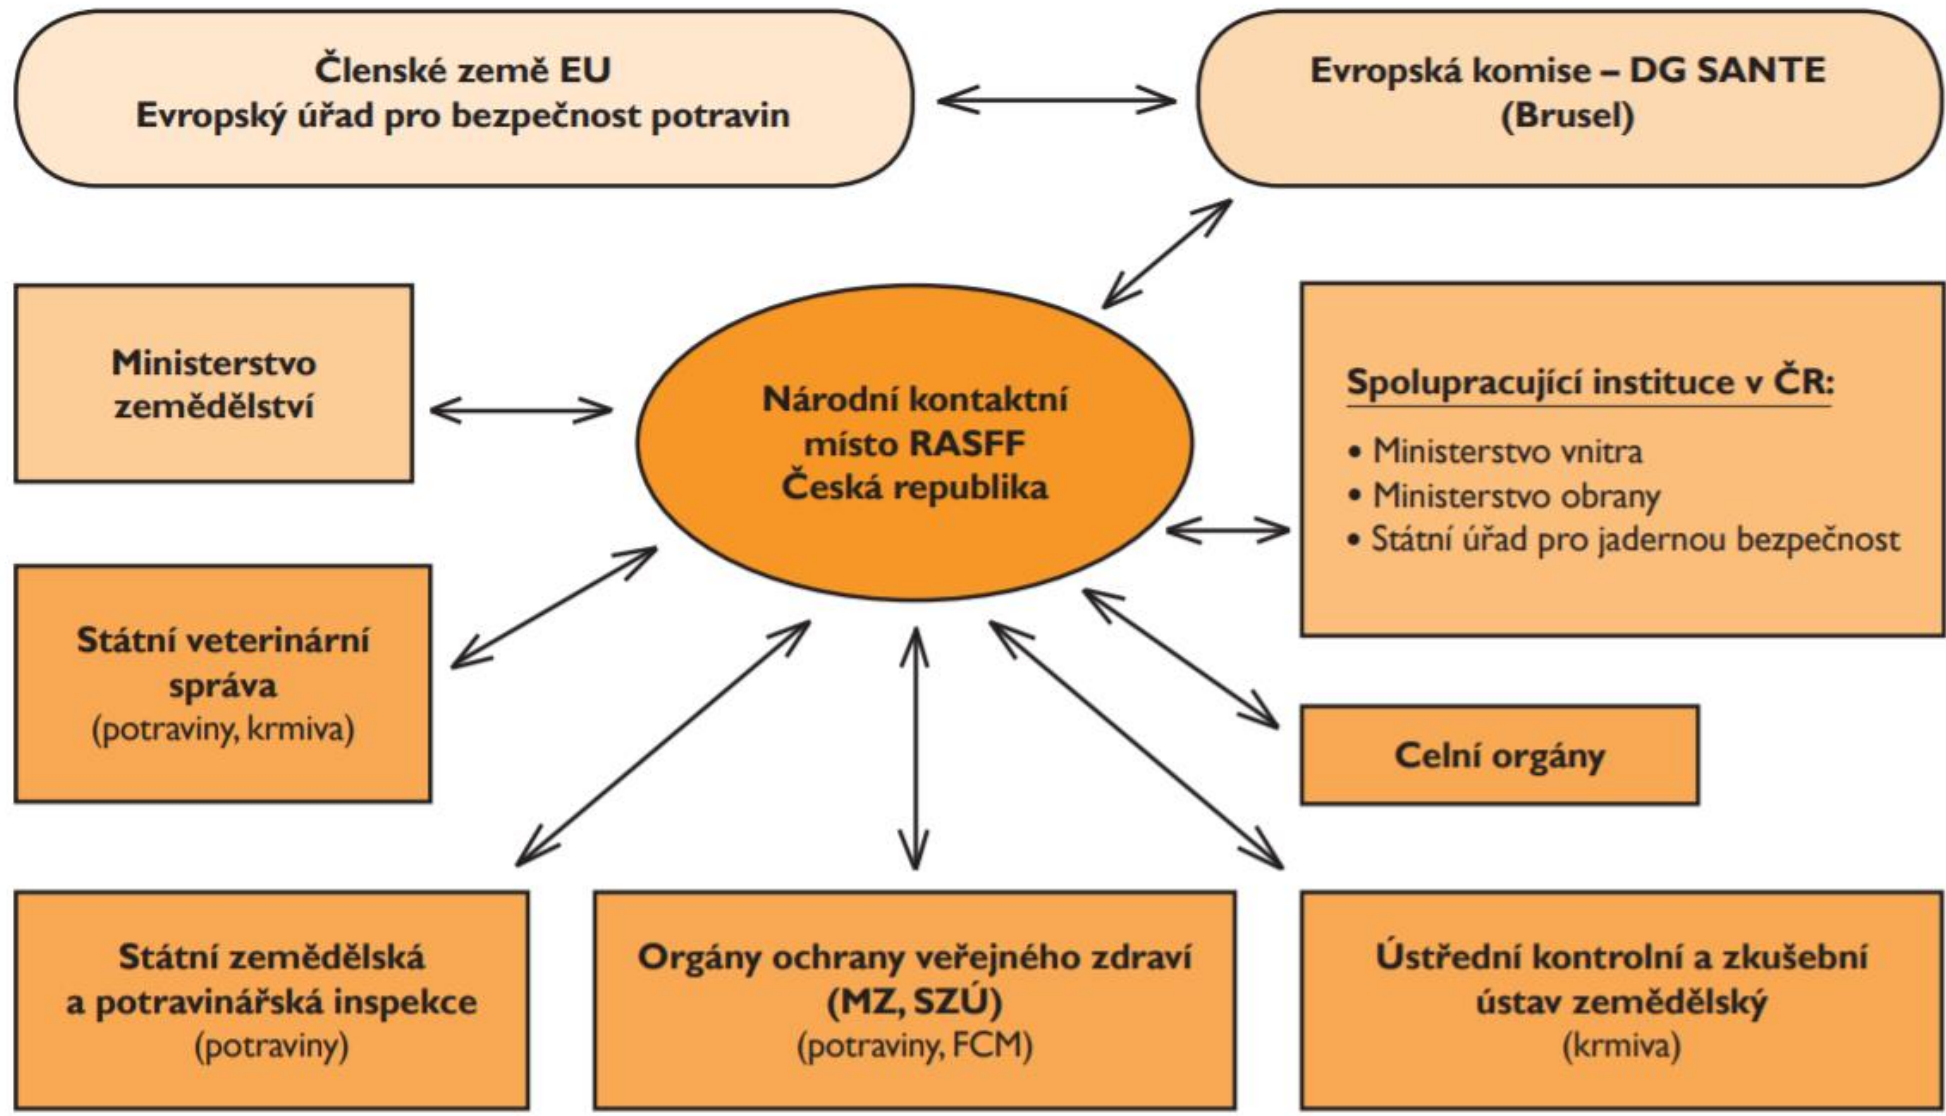 Členské země EU
Evropský úřad pro bezpečnost potravin
Evropská komise – DG SANTE
(Brusel)
Ministerstvo
zemědělství
Národní kontaktní
místo RASFF
Česká republika
Spolupracující instituce v ČR:
• Ministerstvo vnitra
• Ministerstvo obrany
• Státní úřad pro jadernou bezpečnost
Státní veterinární
správa
(potraviny, krmiva)
Celní orgány
Státní zemědělská
a potravinářská inspekce
(potraviny)
Orgány ochrany veřejného zdraví
(MZ, SZÚ)
(potraviny, FCM)
Ústřední kontrolní a zkušební
ústav zemědělský
(krmiva)